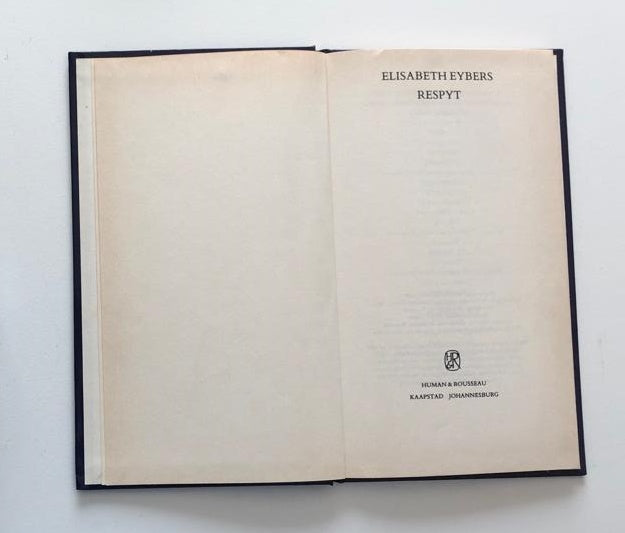 ELISABETH EYBERS
RESPYT
HUMAN & ROUSSEAU
KAAPSTAD JOHANNESBURG